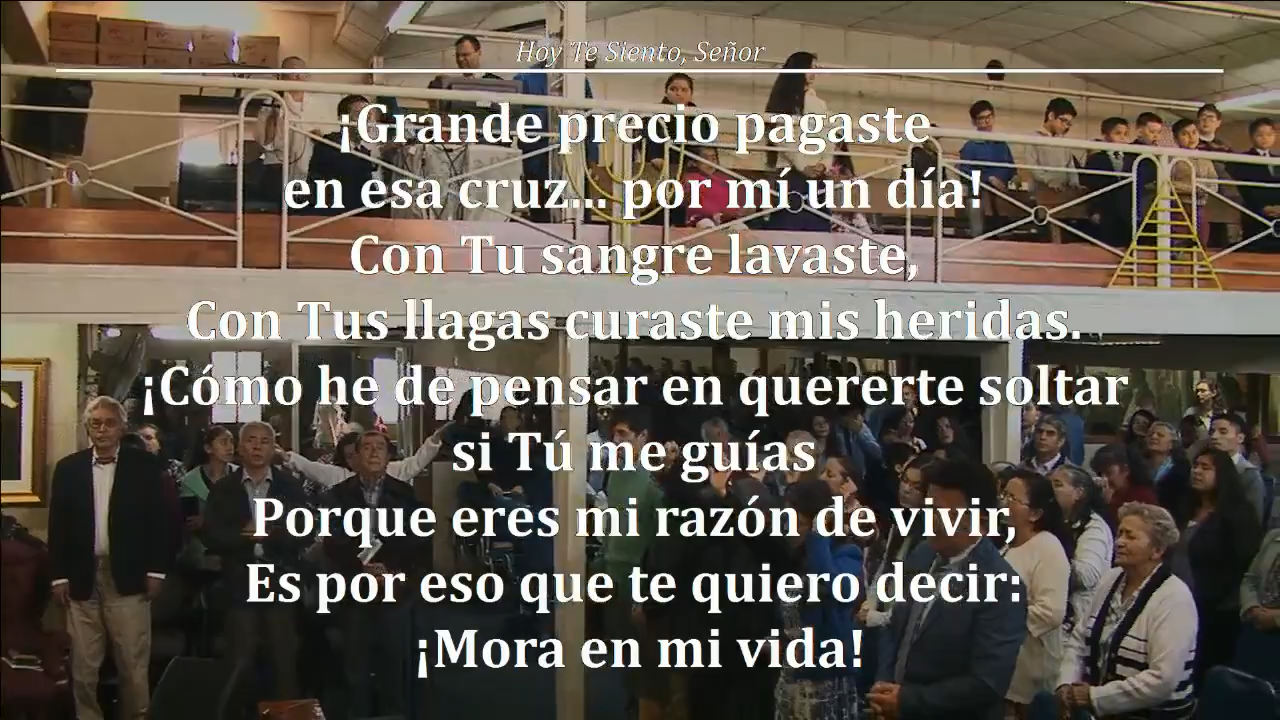 Hoy Te Siento, Señor
¡Grande precio pagaste
en esa cruz... por mí un día!
Con Tu sangre lavaste,
Con Tus llagas curaste mis heridas.
¡Cómo he de pensar en quererte soltar
si Tú me guías
Porque eres mi razón de vivir,
Es por eso que te quiero decir:
¡Mora en mi vida!